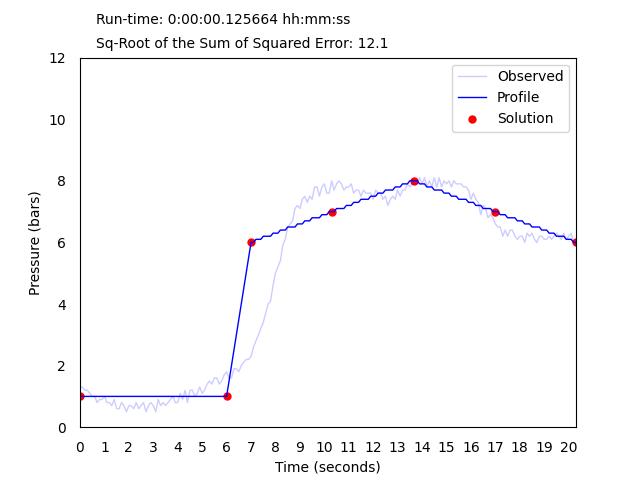 Run-time: 0:00:00.125664 hh:mm:ss
Sq-Root of the Sum of Squared Error: 12.1
12
10
8
6
4
2
0
Pressure (bars)
Observed
Profile
Solution
0 1 2 3 4 5 6 7 8 9 10 11 12 13 14 15 16 17 18 19 20
Time (seconds)